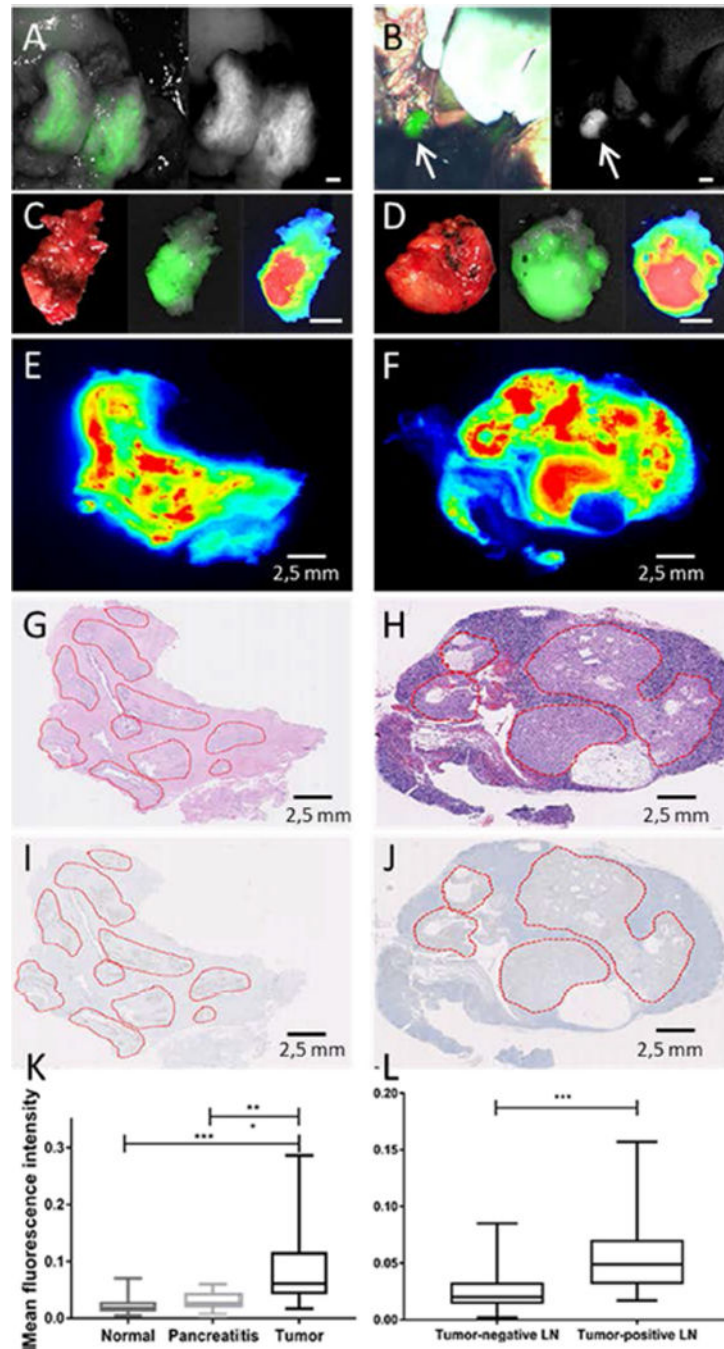 A
B
C
D
E
F
2,5 mm
2,5 mm
G
H
2,5 mm
2,5 mm
I
J
2,5 mm
2,5 mm
K
L
Mean fluorescence intensity
0.3
0.2
0.1
0.0
** 
*
***
Normal
Pancreatitis
Tumor
0.20
0.15
0.10
0.05
0.00
***
Tumor-negative LN
Tumor-positive LN